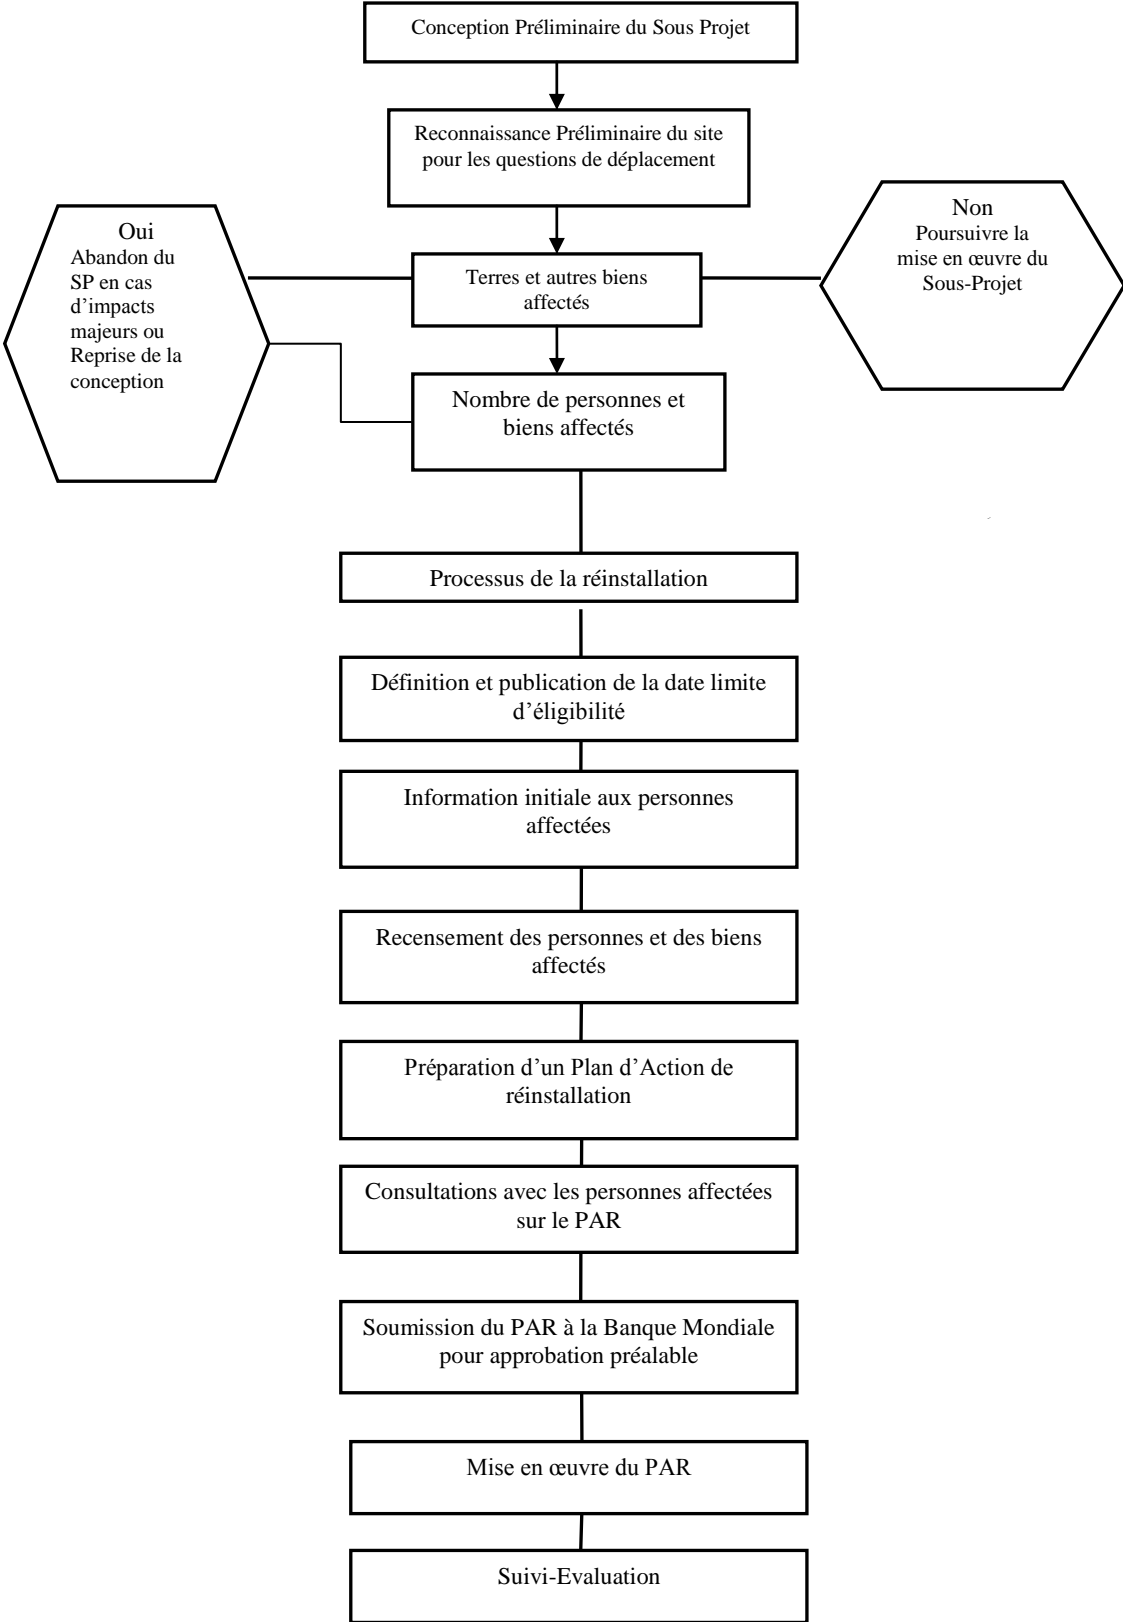 Conception Préliminaire du Sous Projet
Reconnaissance Préliminaire du site
pour les questions de déplacement
Oui
Abandon du
SP en cas
d’impacts
majeurs ou
Reprise de la
conception
Terres et autres biens
affectés
Non
Poursuivre la
mise en œuvre du
Sous-Projet
Nombre de personnes et
biens affectés
Processus de la réinstallation
Définition et publication de la date limite
d’éligibilité
Information initiale aux personnes
affectées
Recensement des personnes et des biens
affectés
Préparation d’un Plan d’Action de
réinstallation
Consultations avec les personnes affectées
sur le PAR
Soumission du PAR à la Banque Mondiale
pour approbation préalable
Mise en œuvre du PAR
Suivi-Evaluation